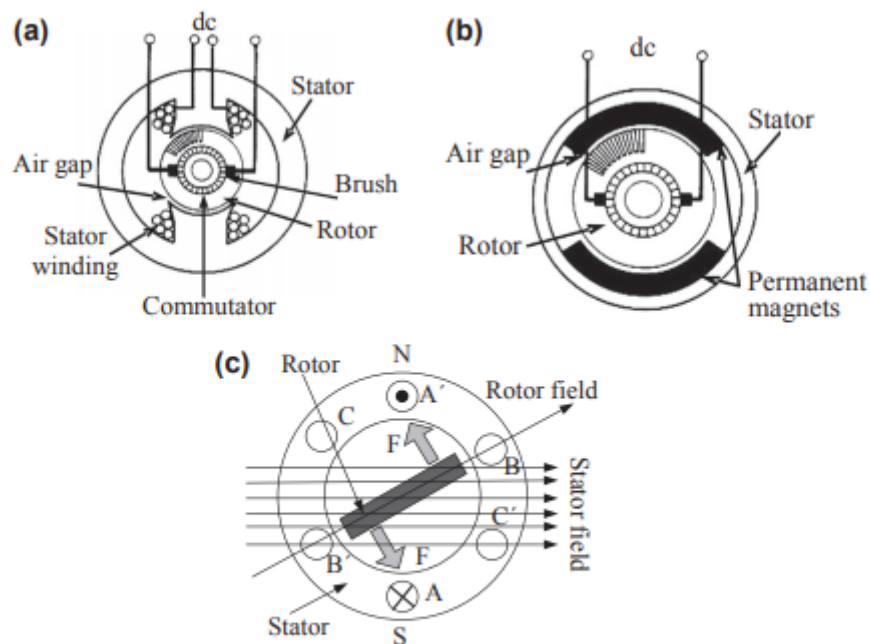 (a)
dc
Stator
Air gap
Brush
Stator
winding
Rotor
Commutator
(b)
dc
Stator
Air gap
Rotor
Permanent
magnets
(c)
Rotor
N
Rotor field
A´
C
F
B
Stator field
C´
B´
F
A
Stator
S